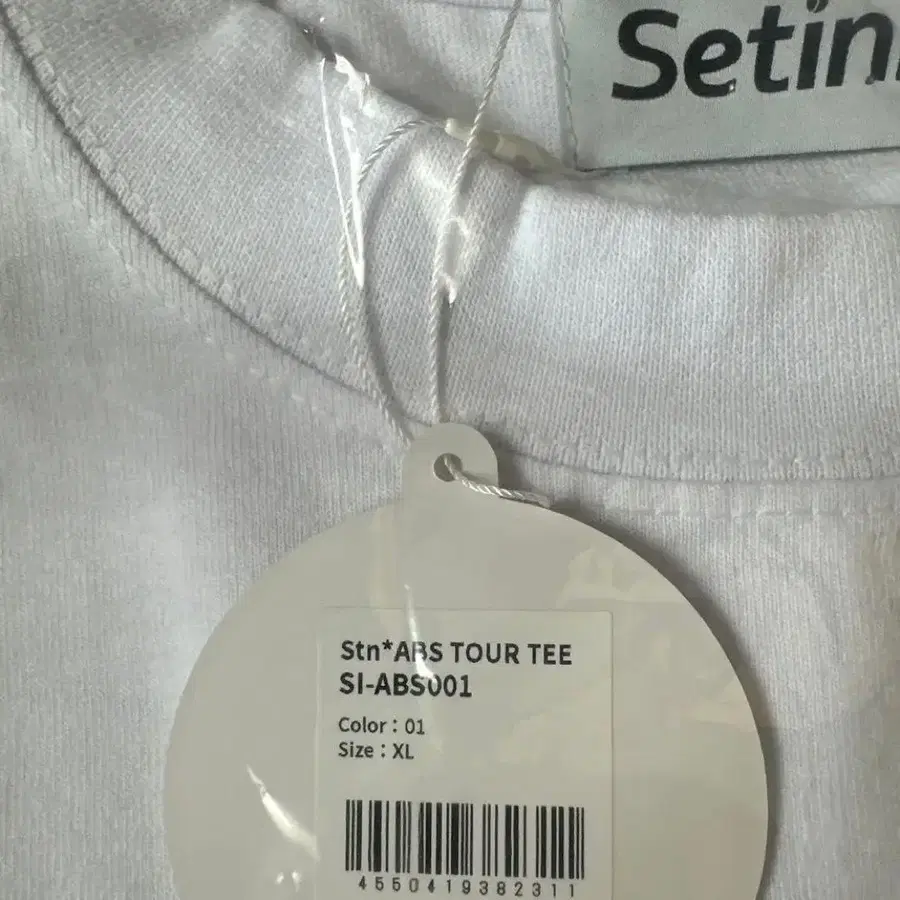 Setin
Stn*ABS TOUR TEE
SI-ABS001
Color : 01
Size : XL
4550419382311